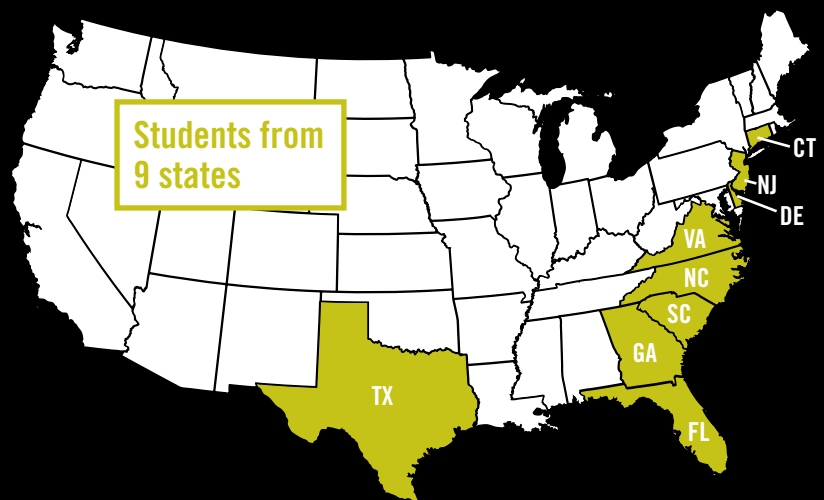 Students from
9 states
CT
NJ
DE
VA
NC
SC
GA
TX
FL